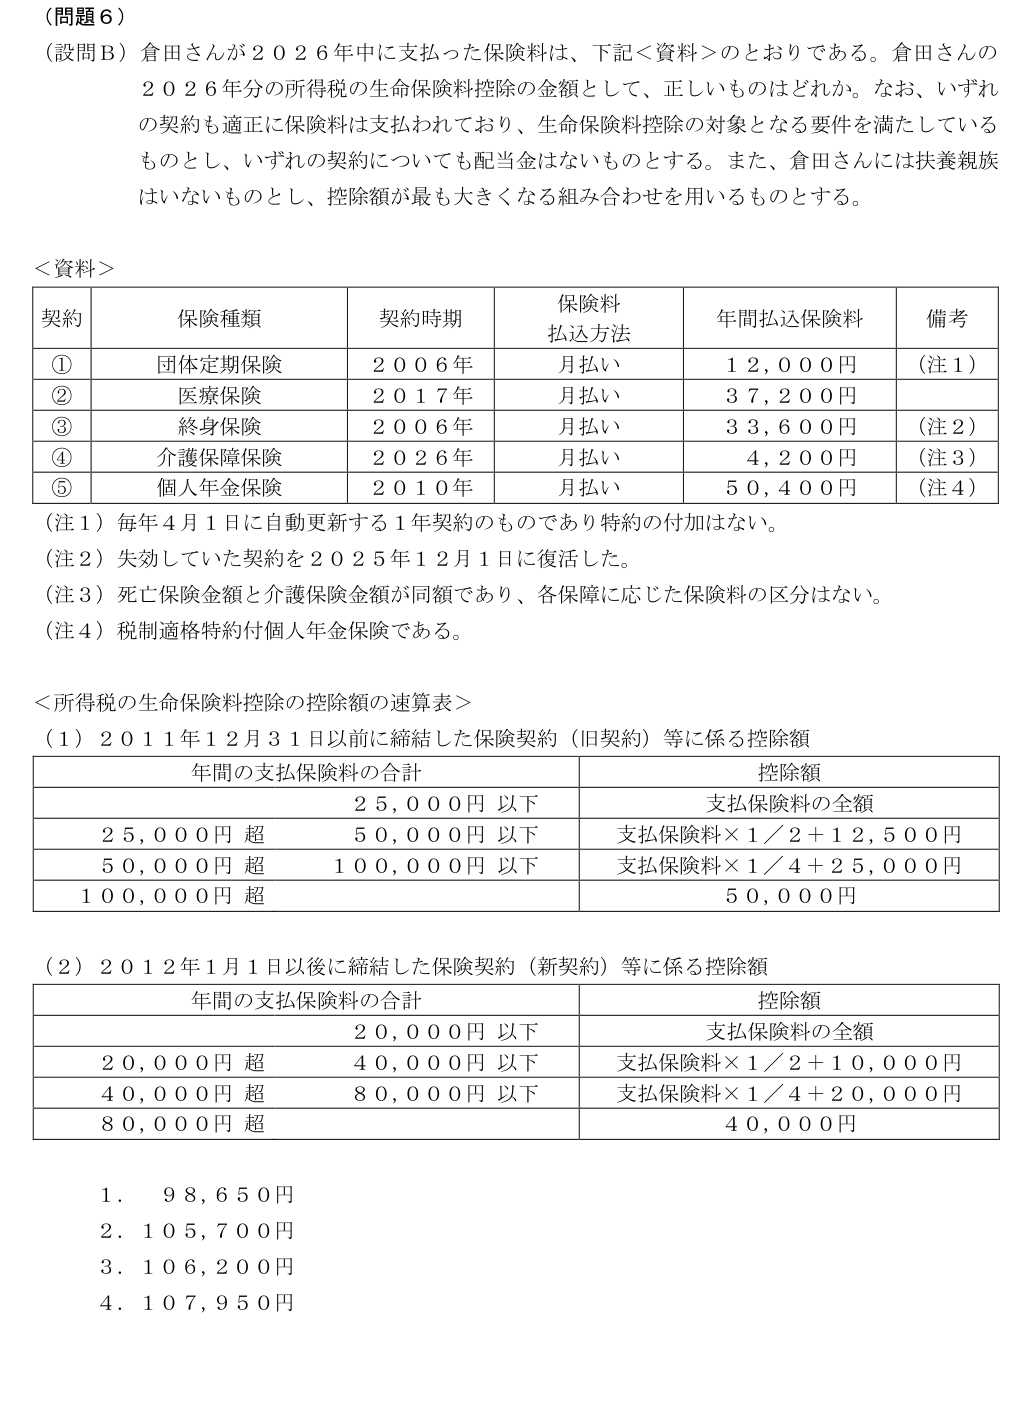 （問題６）
（設問Ｂ）倉田さんが２０２６年中に支払った保険料は、下記＜資料＞のとおりである。倉田さんの
２０２６年分の所得税の生命保険料控除の金額として、正しいものはどれか。なお、いずれ
の契約も適正に保険料は支払われており、生命保険料控除の対象となる要件を満たしている
ものとし、いずれの契約についても配当金はないものとする。また、倉田さんには扶養親族
はいないものとし、控除額が最も大きくなる組み合わせを用いるものとする。
＜資料＞
契約 保険種類 契約時期 保険料 払込方法 年間払込保険料 備考
① 団体定期保険 ２００６年 月払い １２,０００円 （注１）
② 医療保険 ２０１７年 月払い ３７,２００円
③ 終身保険 ２００６年 月払い ３３,６００円 （注２）
④ 介護保障保険 ２０２６年 月払い ４,２００円 （注３）
⑤ 個人年金保険 ２０１０年 月払い ５０,４００円 （注４）
（注１）毎年４月１日に自動更新する１年契約のものであり特約の付加はない。
（注２）失効していた契約を２０２５年１２月１日に復活した。
（注３）死亡保険金額と介護保険金額が同額であり、各保障に応じた保険料の区分はない。
（注４）税制適格特約付個人年金保険である。
＜所得税の生命保険料控除の控除額の速算表＞
（１）２０１１年１２月３１日以前に締結した保険契約（旧契約）等に係る控除額
年間の支払保険料の合計 控除額
２５,０００円 以下 支払保険料の全額
２５,０００円 超 ５０,０００円 以下 支払保険料×１／２＋１２,５００円
５０,０００円 超 １００,０００円 以下 支払保険料×１／４＋２５,０００円
１００,０００円 超 ５０,０００円
（２）２０１２年１月１日以後に締結した保険契約（新契約）等に係る控除額
年間の支払保険料の合計 控除額
２０,０００円 以下 支払保険料の全額
２０,０００円 超 ４０,０００円 以下 支払保険料×１／２＋１０,０００円
４０,０００円 超 ８０,０００円 以下 支払保険料×１／４＋２０,０００円
８０,０００円 超 ４０,０００円
１． ９８,６５０円
２．１０５,７００円
３．１０６,２００円
４．１０７,９５０円